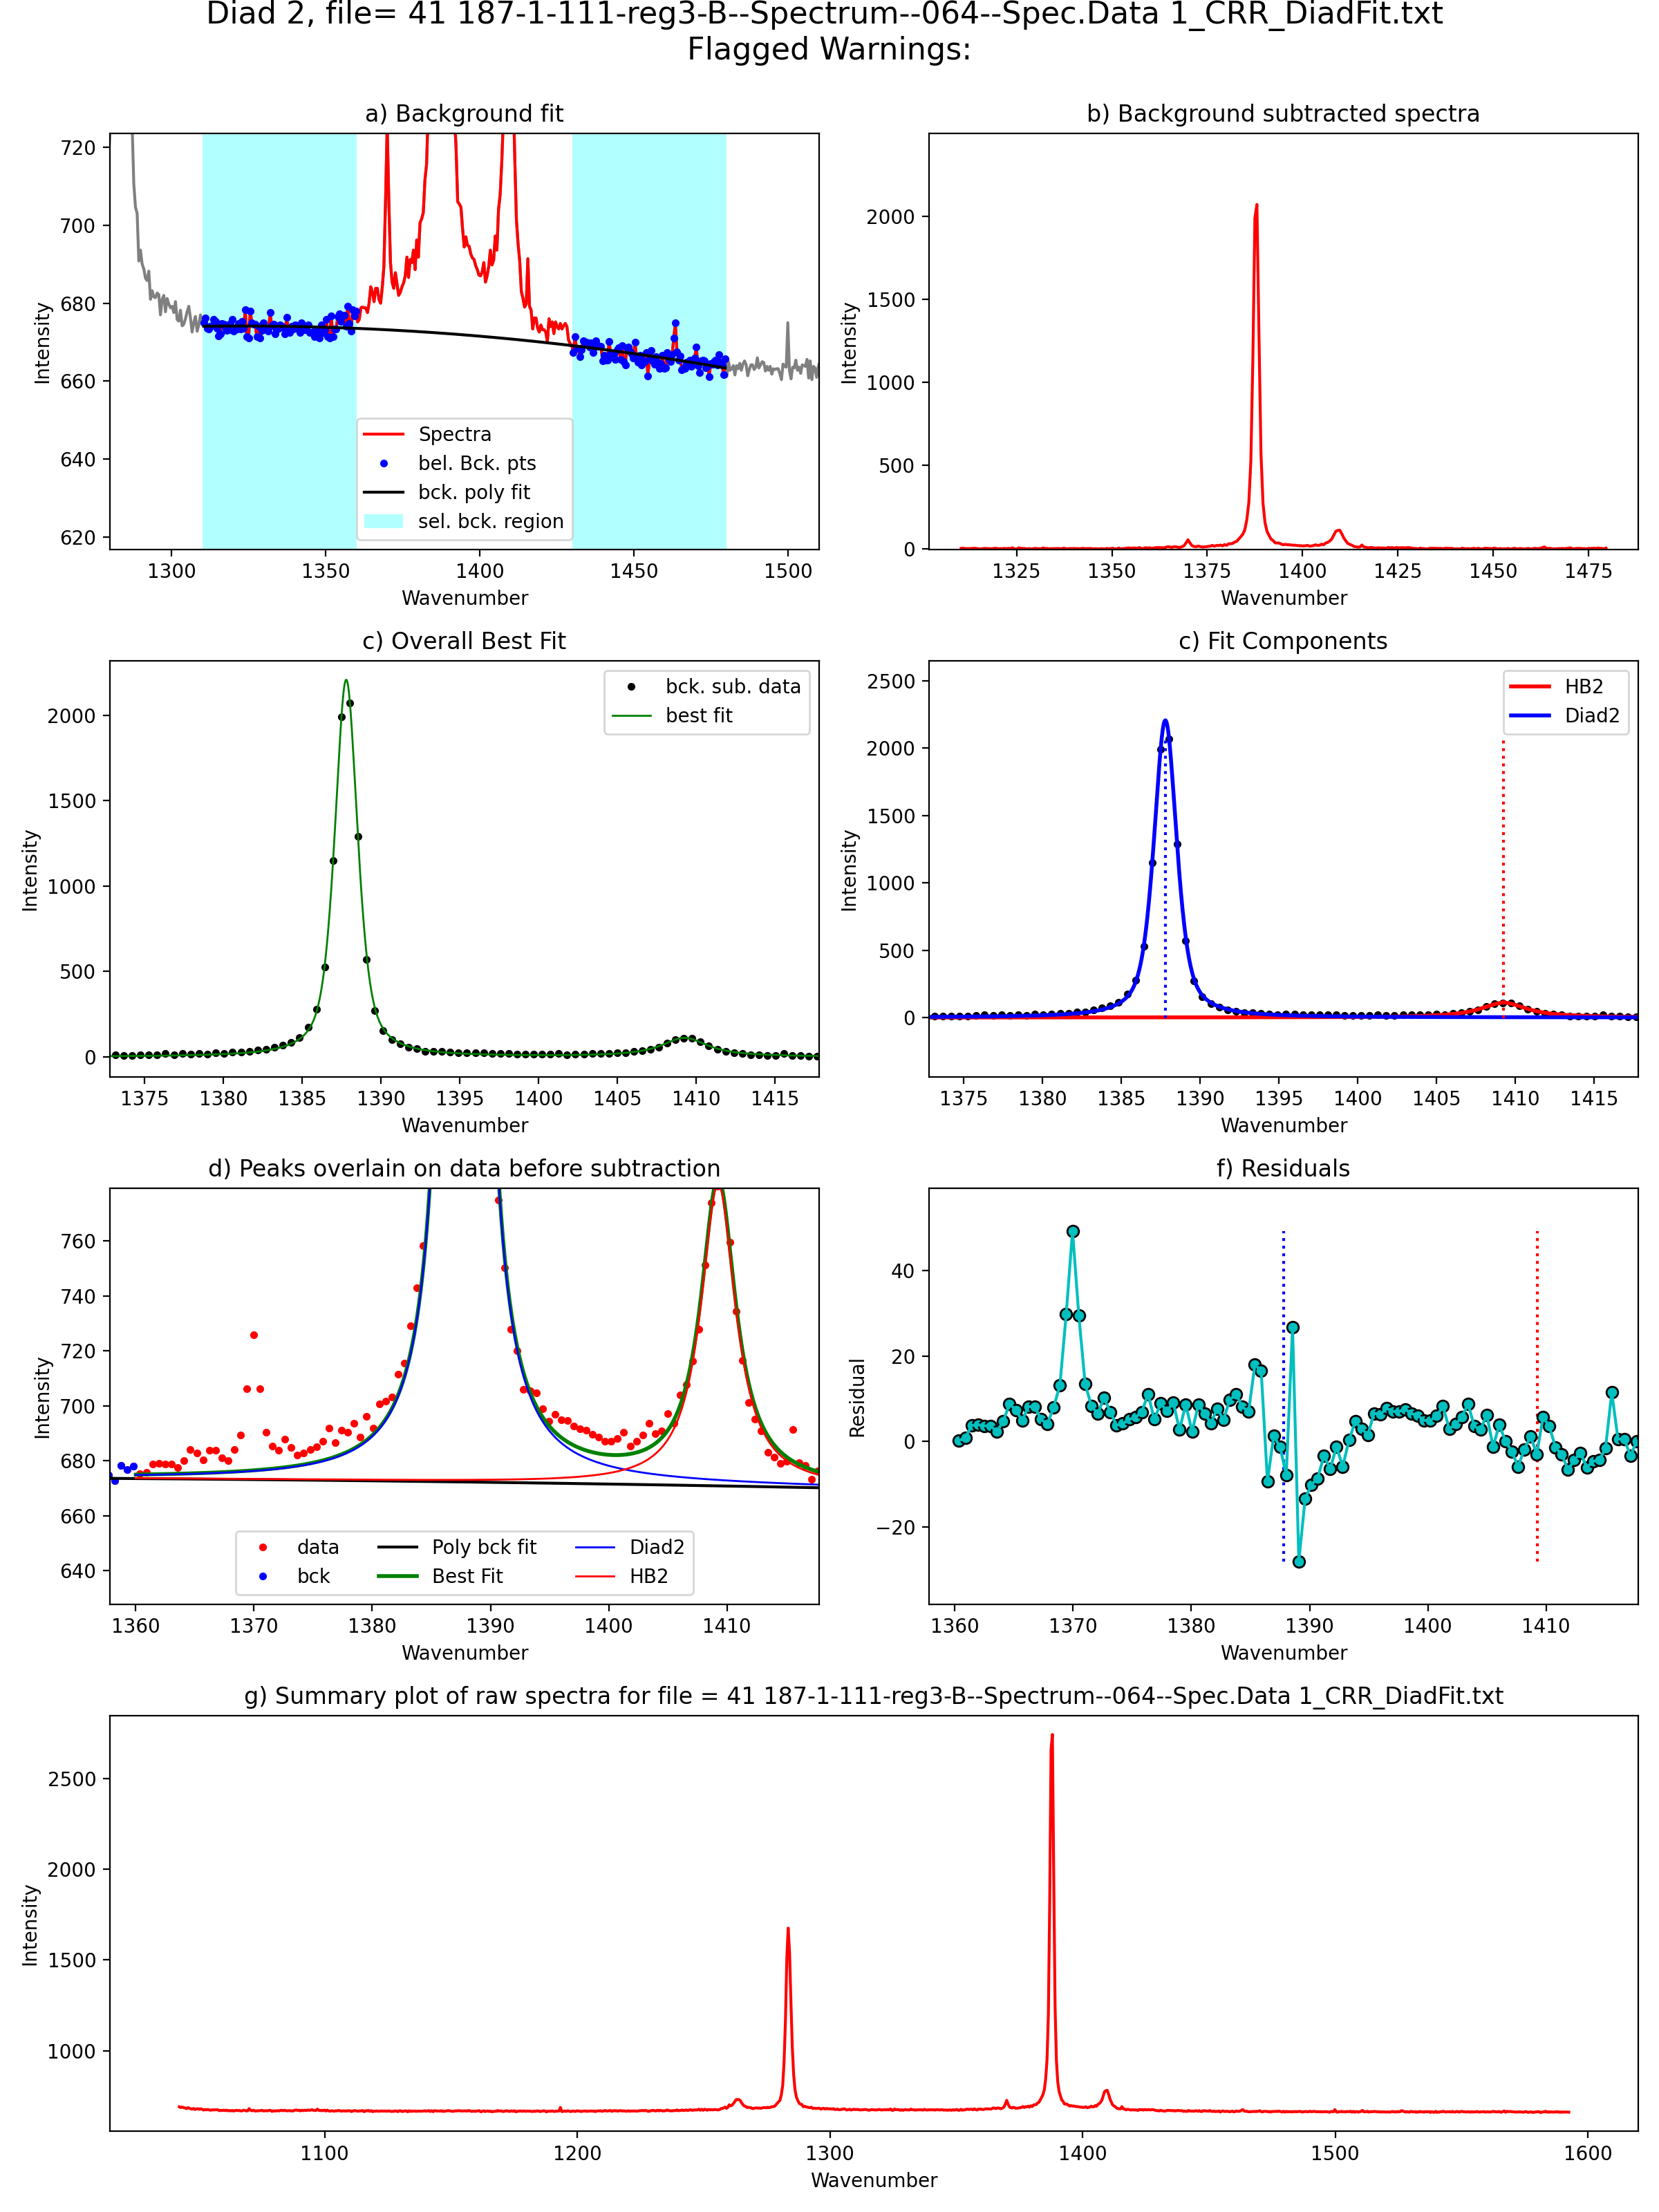 Diad 2, file= 41 187-1-111-reg3-B--Spectrum--064--Spec.Data 1_CRR_DiadFit.txt
Flagged Warnings:
a) Background fit
720
700
680
660
640
620
Intensity
Spectra
bel. Bck. pts
bck. poly fit
sel. bck. region
1300 1350 1400 1450 1500
Wavenumber
b) Background subtracted spectra
2000
1500
1000
500
0
Intensity
1325 1350 1375 1400 1425 1450 1475
Wavenumber
c) Overall Best Fit
2000
1500
1000
500
0
Intensity
bck. sub. data
best fit
1375 1380 1385 1390 1395 1400 1405 1410 1415
Wavenumber
c) Fit Components
2500
2000
1500
1000
500
0
Intensity
HB2
Diad2
1375 1380 1385 1390 1395 1400 1405 1410 1415
Wavenumber
d) Peaks overlain on data before subtraction
760
740
720
700
680
660
640
Intensity
data
bck
Poly bck fit
Best Fit
Diad2
HB2
1360 1370 1380 1390 1400 1410
Wavenumber
f) Residuals
40
20
0
−20
Residual
1360 1370 1380 1390 1400 1410
Wavenumber
g) Summary plot of raw spectra for file = 41 187-1-111-reg3-B--Spectrum--064--Spec.Data 1_CRR_DiadFit.txt
2500
2000
1500
1000
Intensity
1100 1200 1300 1400 1500 1600
Wavenumber